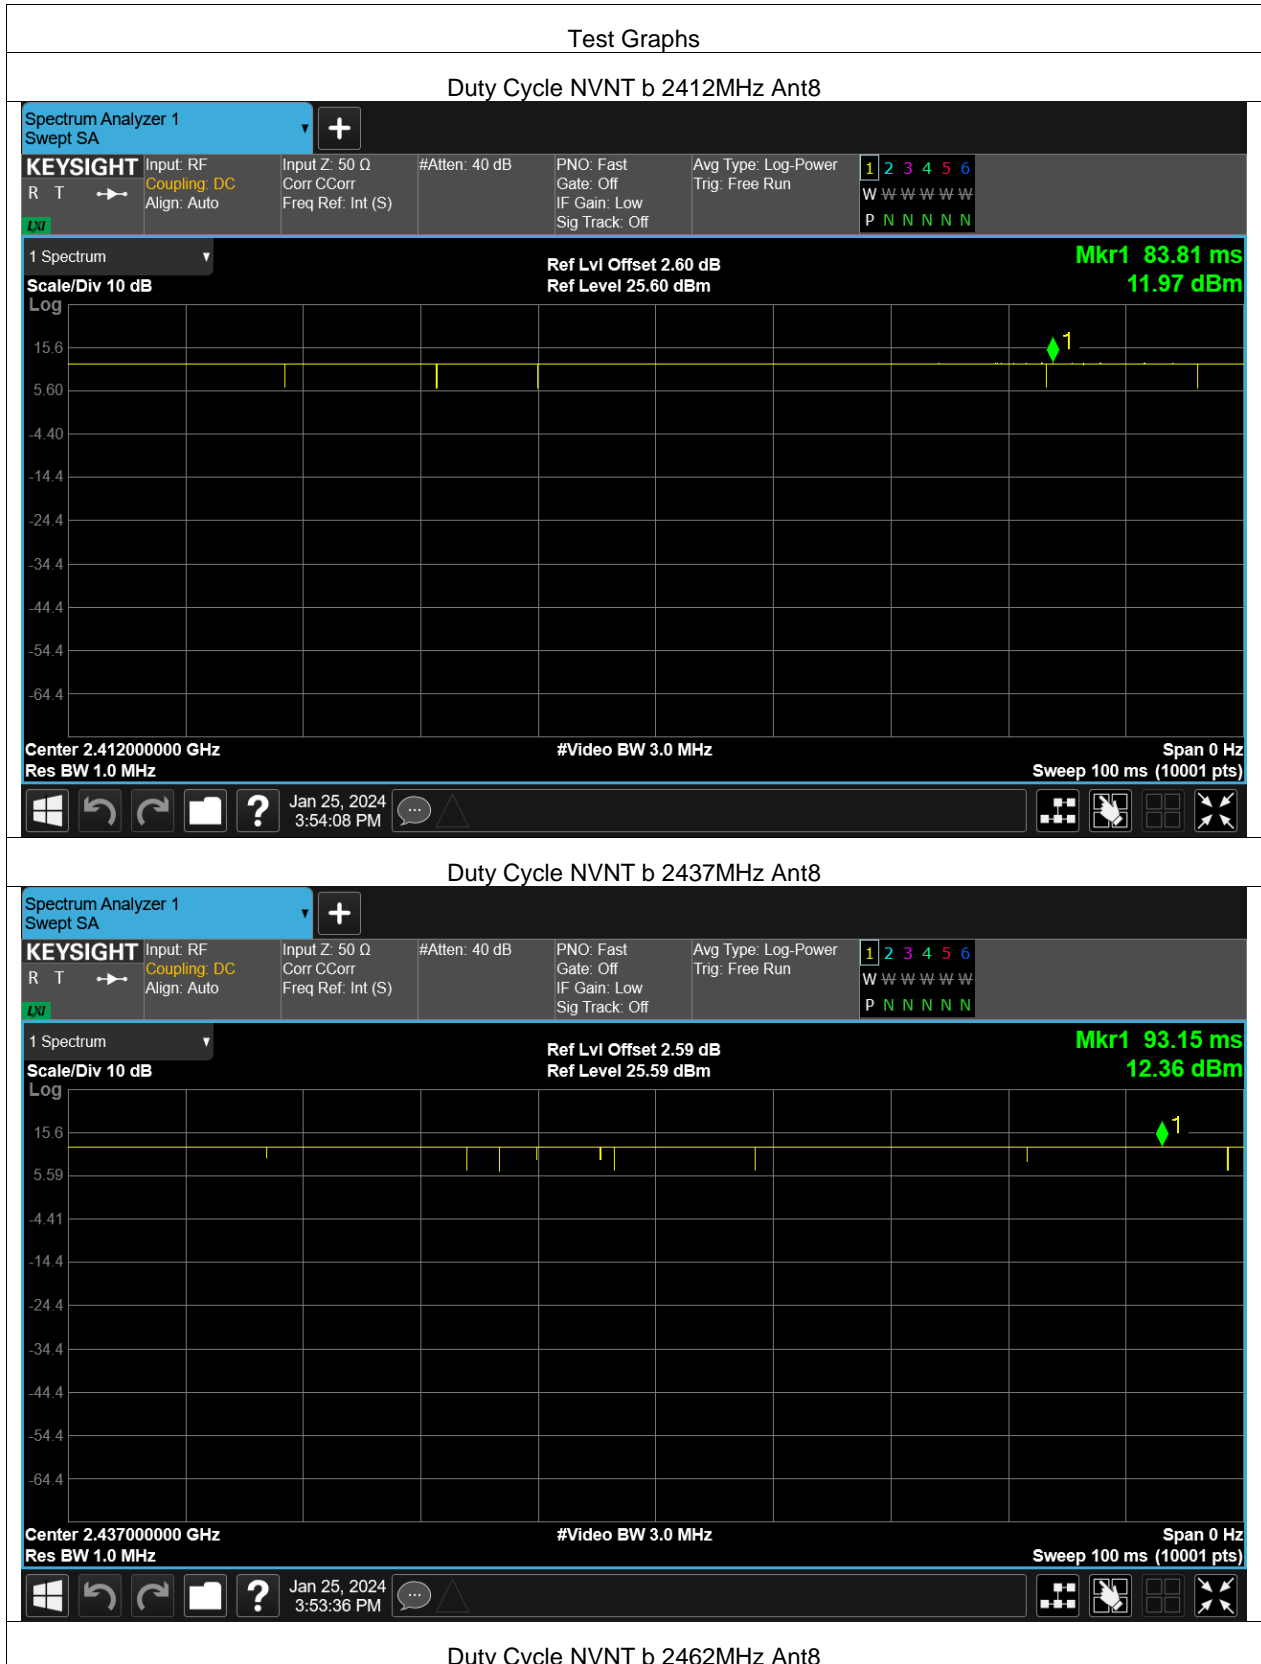 Test Graphs
Duty Cycle NVNT b 2412MHz Ant8
Spectrum Analyzer 1
Swept SA
KEYSIGHT
R T
LXI
Input: RF
Coupling: DC
Align: Auto
Input Z: 50 Ω
Corr CCorr
Freq Ref: Int (S)
#Atten: 40 dB
PNO: Fast
Gate: Off
IF Gain: Low
Sig Track: Off
Avg Type: Log-Power
Trig: Free Run
1 2 3 4 5 6
W W W W W W
P N N N N N
1 Spectrum
Scale/Div 10 dB
Log
Ref Lvl Offset 2.60 dB
Ref Level 25.60 dBm
Mkr1 83.81 ms
11.97 dBm
1
15.6
5.60
-4.40
-14.4
-24.4
-34.4
-44.4
-54.4
-64.4
Center 2.412000000 GHz
Res BW 1.0 MHz
#Video BW 3.0 MHz
Span 0 Hz
Sweep 100 ms (10001 pts)
Jan 25, 2024
3:54:08 PM
Duty Cycle NVNT b 2437MHz Ant8
Spectrum Analyzer 1
Swept SA
KEYSIGHT
R T
LXI
Input: RF
Coupling: DC
Align: Auto
Input Z: 50 Ω
Corr CCorr
Freq Ref: Int (S)
#Atten: 40 dB
PNO: Fast
Gate: Off
IF Gain: Low
Sig Track: Off
Avg Type: Log-Power
Trig: Free Run
1 2 3 4 5 6
W W W W W W
P N N N N N
1 Spectrum
Scale/Div 10 dB
Log
Ref Lvl Offset 2.59 dB
Ref Level 25.59 dBm
Mkr1 93.15 ms
12.36 dBm
1
15.6
5.59
-4.41
-14.4
-24.4
-34.4
-44.4
-54.4
-64.4
Center 2.437000000 GHz
Res BW 1.0 MHz
#Video BW 3.0 MHz
Span 0 Hz
Sweep 100 ms (10001 pts)
Jan 25, 2024
3:53:36 PM
Duty Cycle NVNT b 2462MHz Ant8